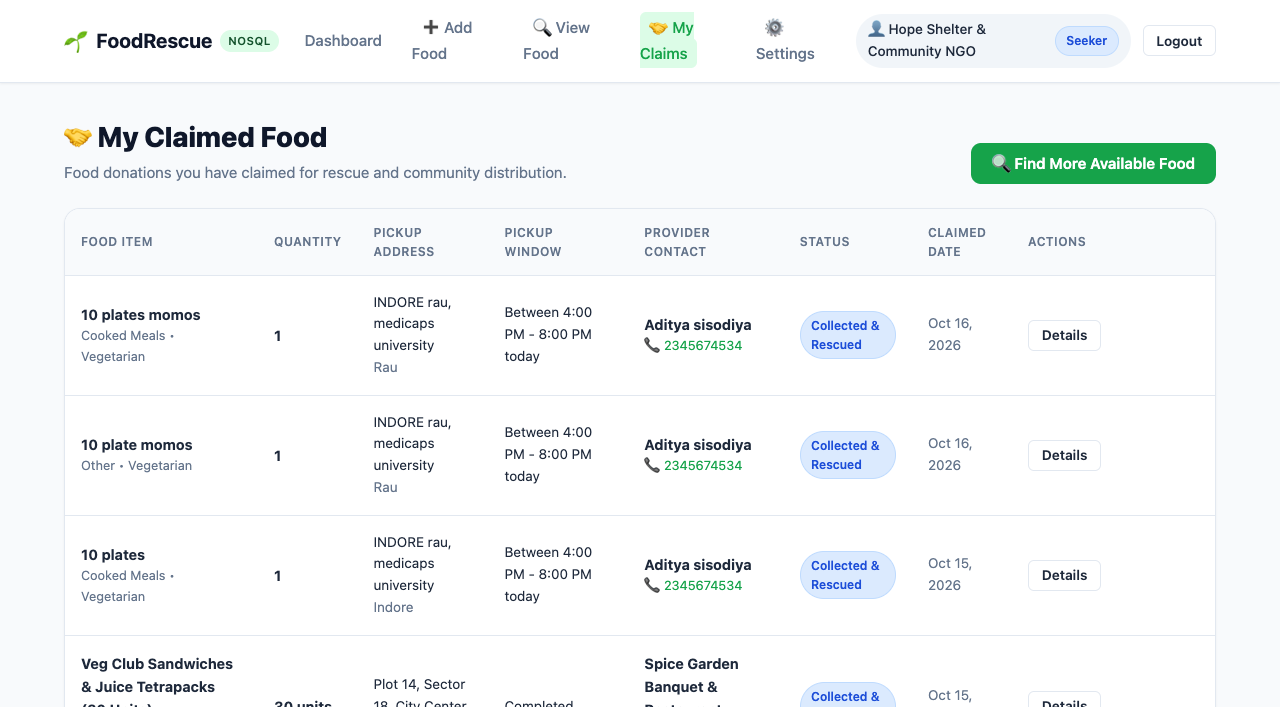 FoodRescue NOSQL
Dashboard
Add Food
View Food
My Claims
Settings
Hope Shelter & Community NGO
Seeker
Logout
My Claimed Food
Food donations you have claimed for rescue and community distribution.
Find More Available Food
FOOD ITEM
QUANTITY
PICKUP ADDRESS
PICKUP WINDOW
PROVIDER CONTACT
STATUS
CLAIMED DATE
ACTIONS
10 plates momos
Cooked Meals •
Vegetarian
1
INDORE rau,
medicaps
university
Rau
Between 4:00
PM - 8:00 PM
today
Aditya sisodiya
2345674534
Collected &
Rescued
Oct 16,
2026
Details
10 plate momos
Other • Vegetarian
1
INDORE rau,
medicaps
university
Rau
Between 4:00
PM - 8:00 PM
today
Aditya sisodiya
2345674534
Collected &
Rescued
Oct 16,
2026
Details
10 plates
Cooked Meals •
Vegetarian
1
INDORE rau,
medicaps
university
Indore
Between 4:00
PM - 8:00 PM
today
Aditya sisodiya
2345674534
Collected &
Rescued
Oct 15,
2026
Details
Veg Club Sandwiches
& Juice Tetrapacks
30 units
Plot 14, Sector
18, City Center
Completed
Spice Garden
Banquet &
Collected &
Oct 15,
Details